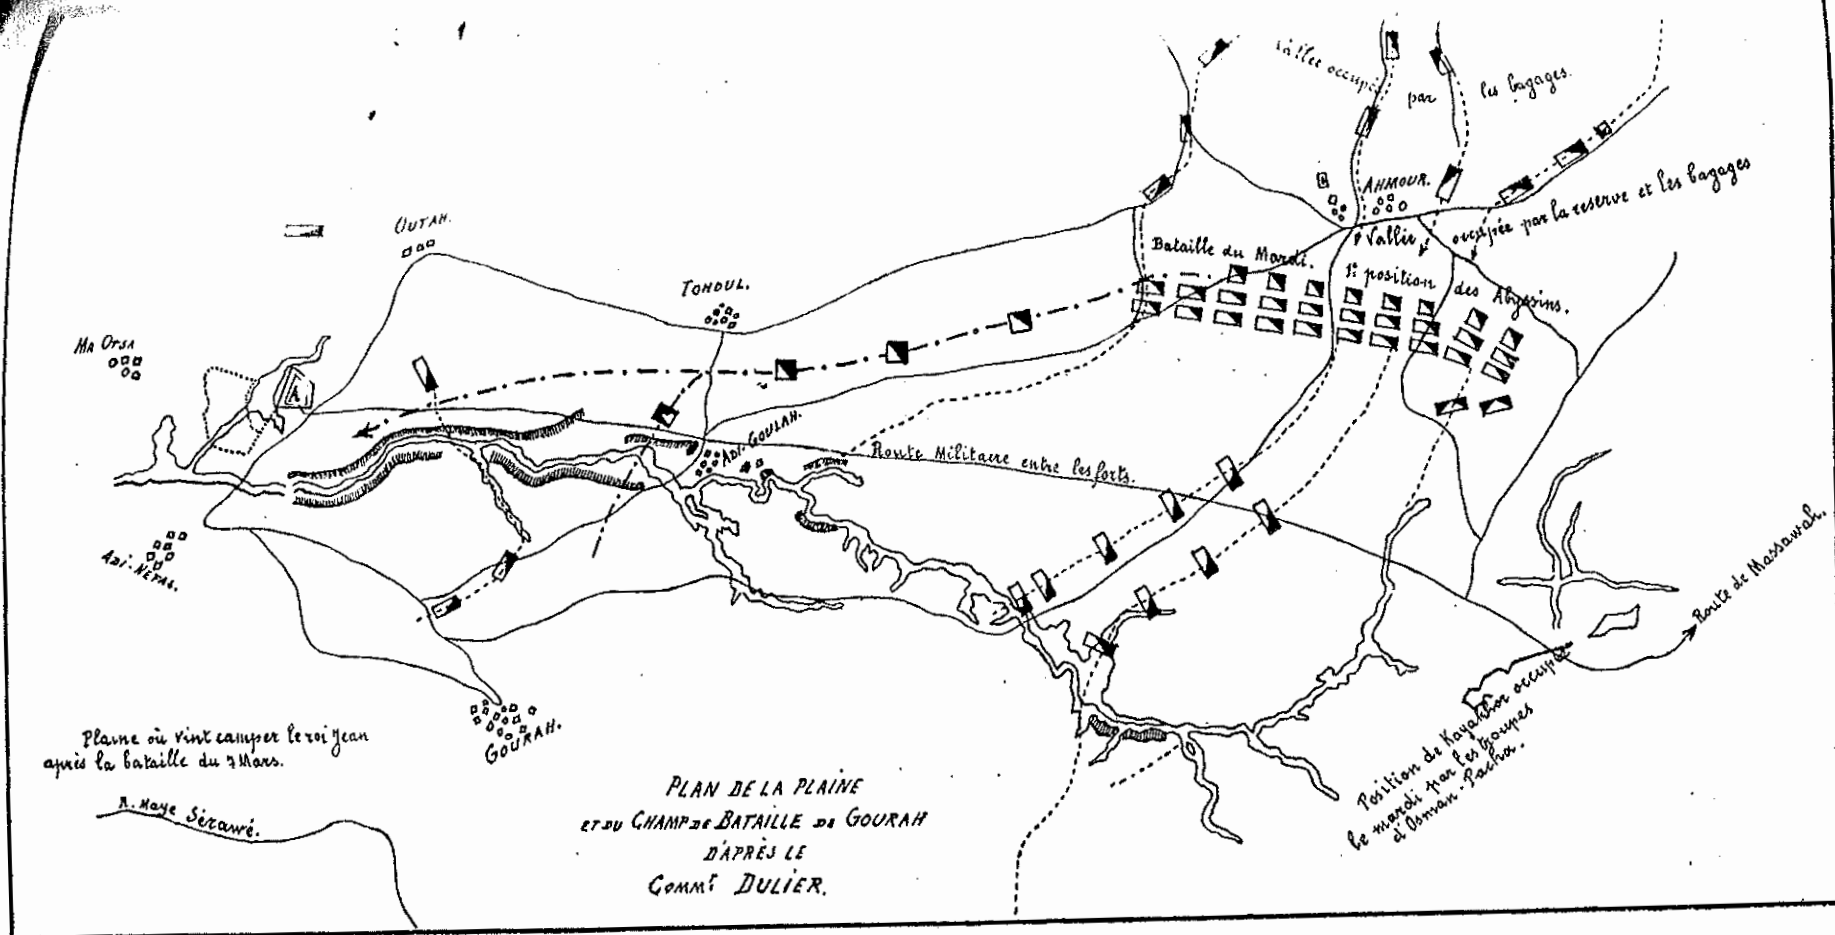 Vallée occupée par les bagages.
OUTAH.
AHMOUR.
Vallée occupée par la reserve et les bagages
Bataille du Mardi.
1e position des Abyssins.
TOHOUL.
MA OTSA
A
ADI-GOULAH.
Route Militaire entre les forts.
ADI-NEFAS.
Route de Massawah.
GOURAH.
Plaine où vint camper le roi Jean
après la bataille du 7 Mars.
R. Maye Sérawé.
Position de Kayakhor occupée
le mardi par les troupes
d'Osman-Pacha.
PLAN DE LA PLAINE
ET DU CHAMP DE BATAILLE DE GOURAH
D'APRÈS LE
COMMt DULIER.